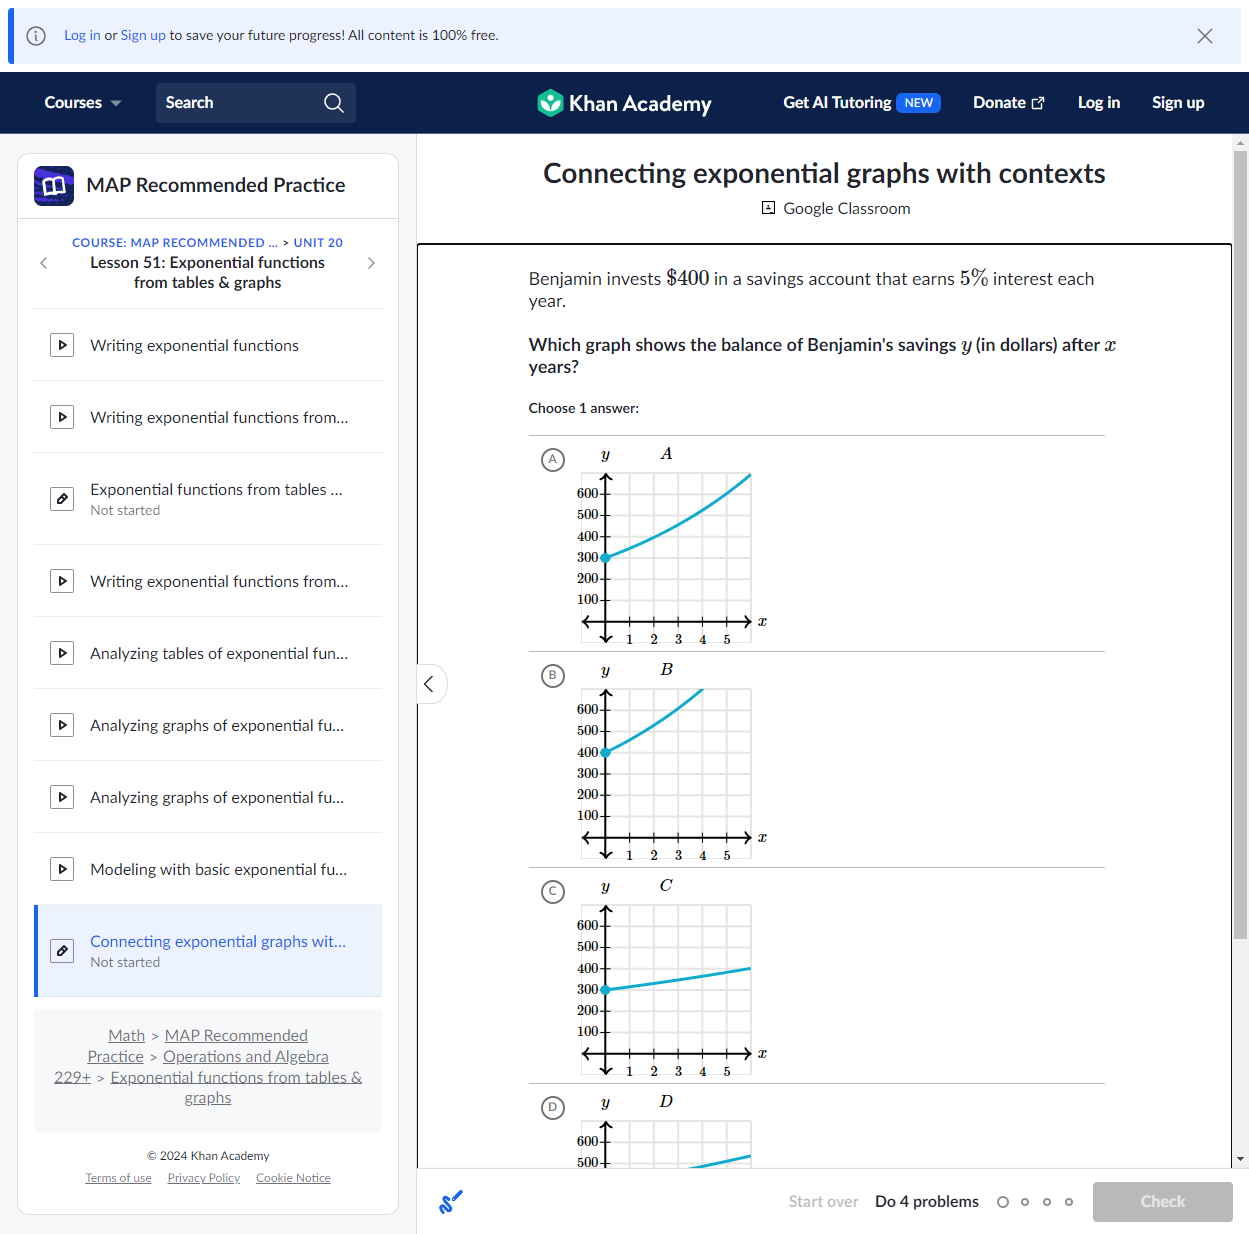 Log in or Sign up to save your future progress! All content is 100% free.
Courses
Search
Khan Academy
Get AI Tutoring NEW
Donate
Log in
Sign up
MAP Recommended Practice
COURSE: MAP RECOMMENDED ... > UNIT 20
Lesson 51: Exponential functions
from tables & graphs
Writing exponential functions
Writing exponential functions from...
Exponential functions from tables ...
Not started
Writing exponential functions from...
Analyzing tables of exponential fun...
Analyzing graphs of exponential fu...
Analyzing graphs of exponential fu...
Modeling with basic exponential fu...
Connecting exponential graphs wit...
Not started
Math > MAP Recommended
Practice > Operations and Algebra
229+ > Exponential functions from tables &
graphs
© 2024 Khan Academy
Terms of use Privacy Policy Cookie Notice
Connecting exponential graphs with contexts
Google Classroom
Benjamin invests $400 in a savings account that earns 5% interest each
year.
Which graph shows the balance of Benjamin's savings y (in dollars) after x
years?
Choose 1 answer:
A
y
A
600
500
400
300
200
100
x
1 2 3 4 5
B
y
B
600
500
400
300
200
100
x
1 2 3 4 5
C
y
C
600
500
400
300
200
100
x
1 2 3 4 5
D
y
D
600
500
Start over
Do 4 problems
Check